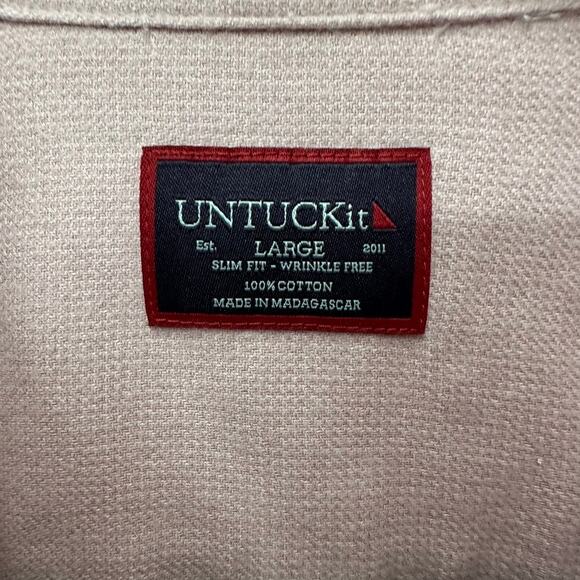 UNTUCKit
Est. LARGE 2011
SLIM FIT - WRINKLE FREE
100% COTTON
MADE IN MADAGASCAR